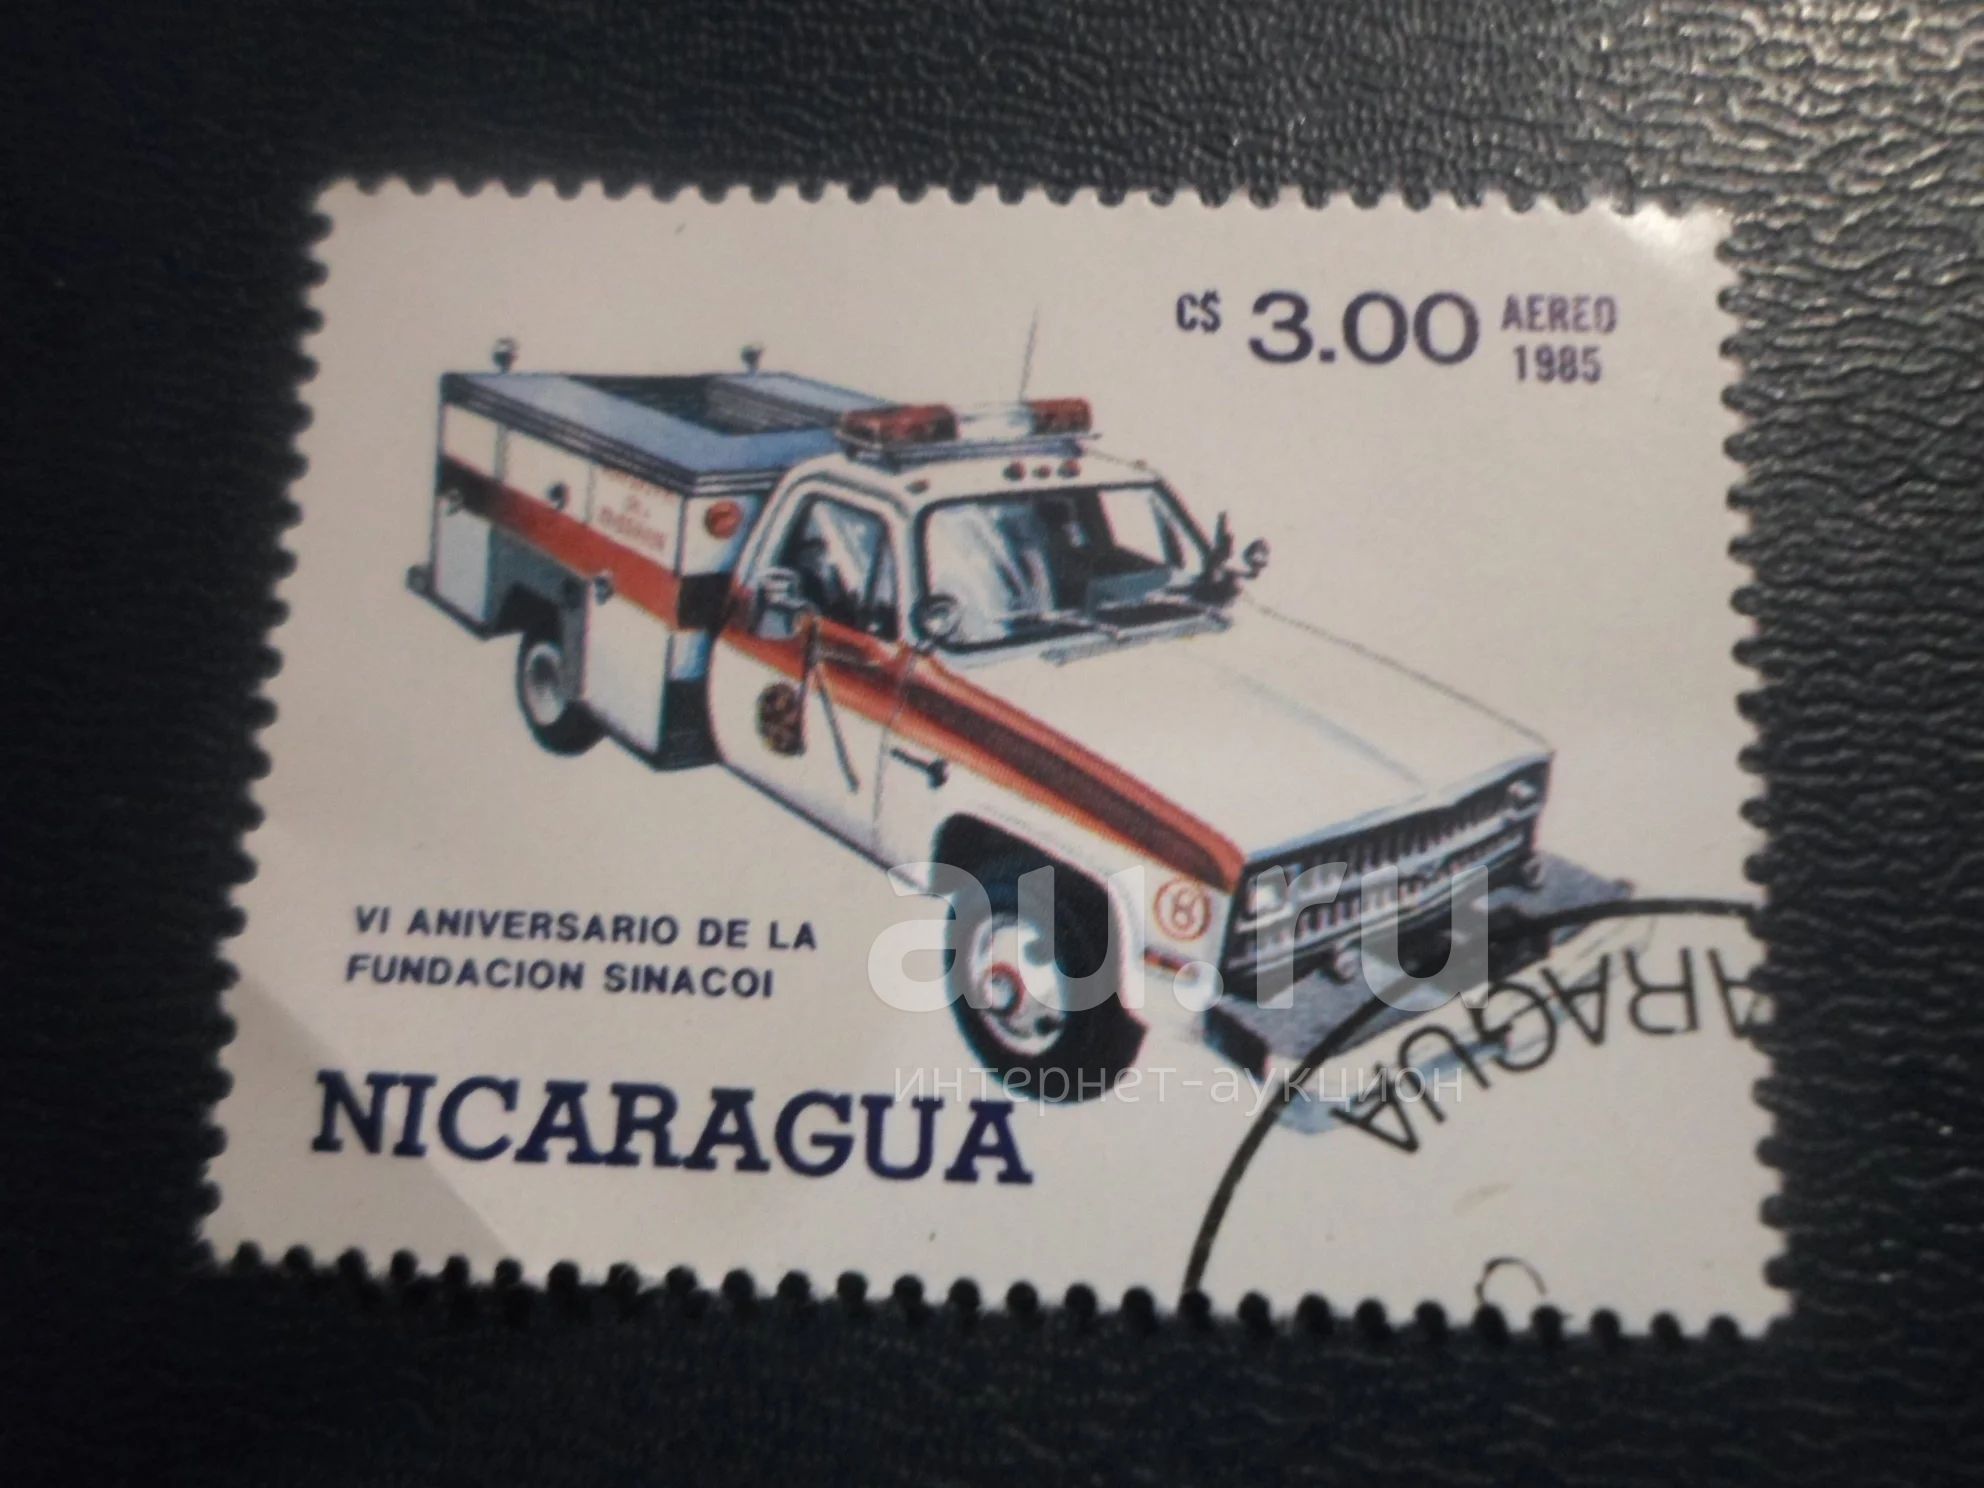 C$ 3.00 AEREO
1985
VI ANIVERSARIO DE LA
FUNDACION SINACOI
NICARAGUA
ARAGUA
au.ru
интернет-аукцион